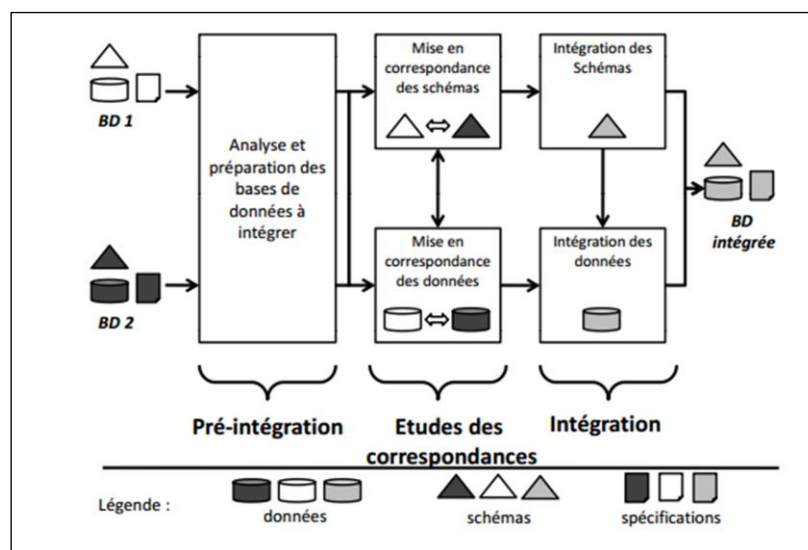 BD 1
BD 2
Analyse et
préparation des
bases de
données à
intégrer
Mise en
correspondance
des schémas
Mise en
correspondance
des données
Intégration des
Schémas
Intégration des
données
BD
intégrée
Pré-intégration
Etudes des
correspondances
Intégration
Légende :
données
schémas
spécifications